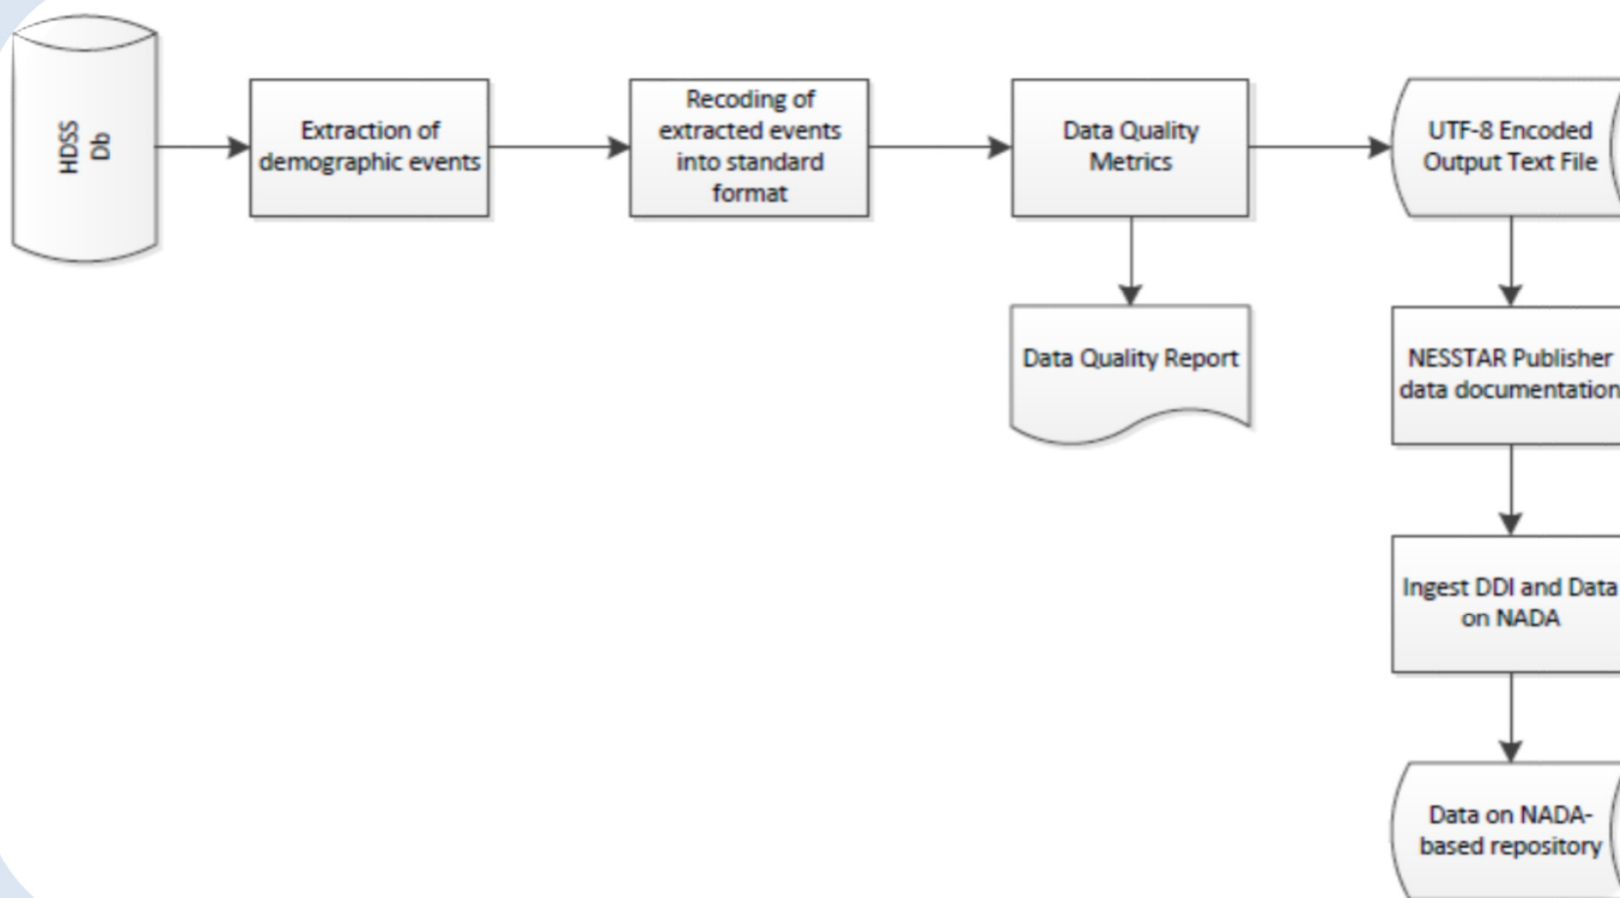 HDSS
Db
Extraction of
demographic events
Recoding of
extracted events
into standard
format
Data Quality
Metrics
UTF-8 Encoded
Output Text File
Data Quality Report
NESSTAR Publisher
data documentation
Ingest DDI and Data
on NADA
Data on NADA-
based repository